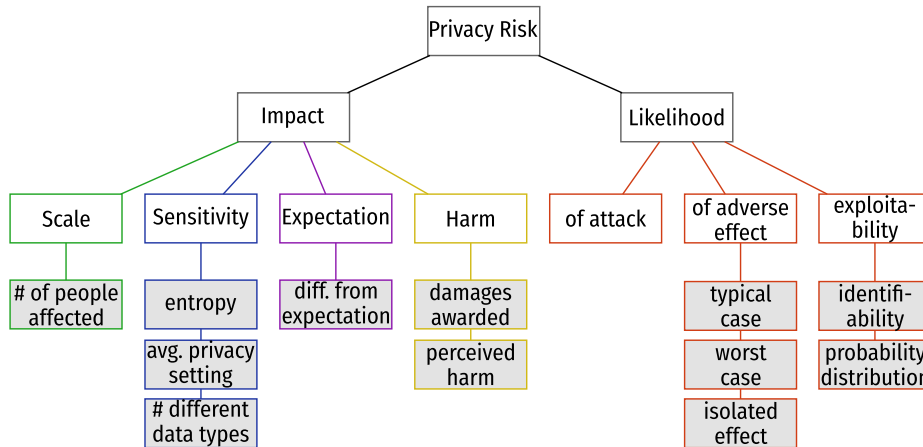 Privacy Risk
Impact
Likelihood
Scale
Sensitivity
Expectation
Harm
of attack
of adverse
effect
exploita-
bility
# of people
affected
entropy
diff. from
expectation
damages
awarded
typical
case
identifi-
ability
avg. privacy
setting
perceived
harm
worst
case
probability
distribution
# different
data types
isolated
effect